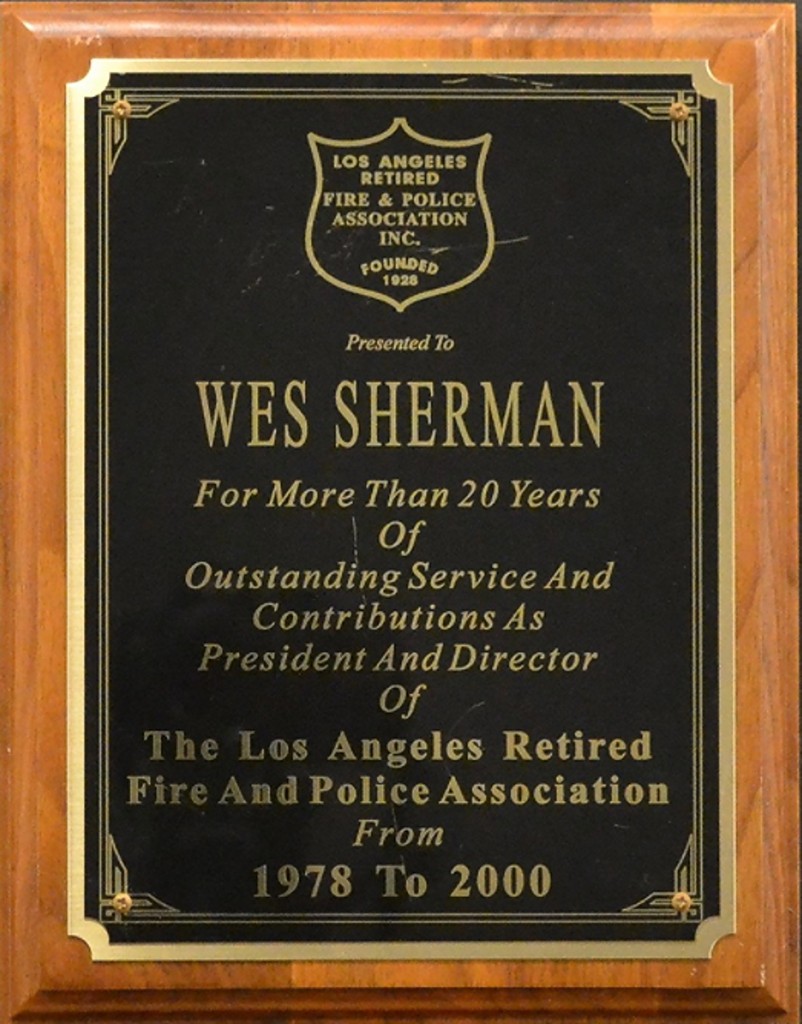 LOS ANGELES
RETIRED
FIRE & POLICE
ASSOCIATION
INC.
FOUNDED
1928
Presented To
WES SHERMAN
For More Than 20 Years
Of
Outstanding Service And
Contributions As
President And Director
Of
The Los Angeles Retired
Fire And Police Association
From
1978 To 2000